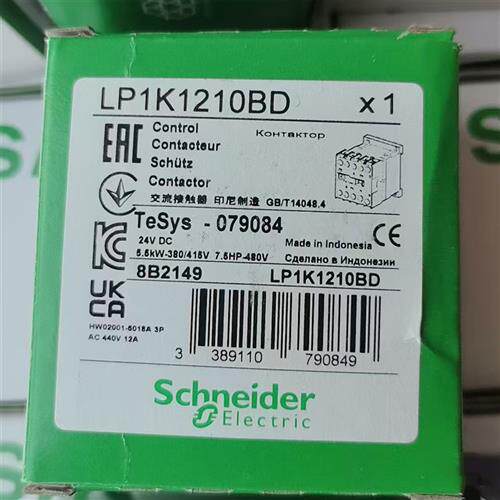 LP1K1210BD x 1
EAC Control Контактор
Contacteur
Schütz
Contactor
交流接触器 印尼制造 GB/T14048.4
TeSys - 079084
24V DC Made in Indonesia CE
5.5kW-380/415V 7.5HP-480V Сделано в Индонезии
8B2149 LP1K1210BD
UK
CA
HW02001-5018A 3P
AC 440V 12A
3 389110 790849
Schneider
Electric